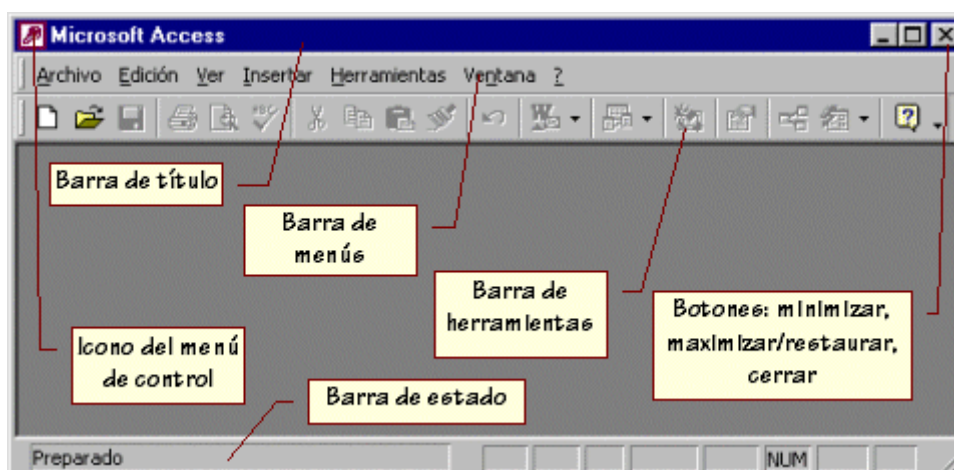 Microsoft Access
Archivo Edición Ver Insertar Herramientas Ventana ?
ABC
W
Barra de título
Barra de
menús
Barra de
herramientas
Botones: minimizar,
maximizar/restaurar,
cerrar
Icono del menú
de control
Barra de estado
Preparado
NUM